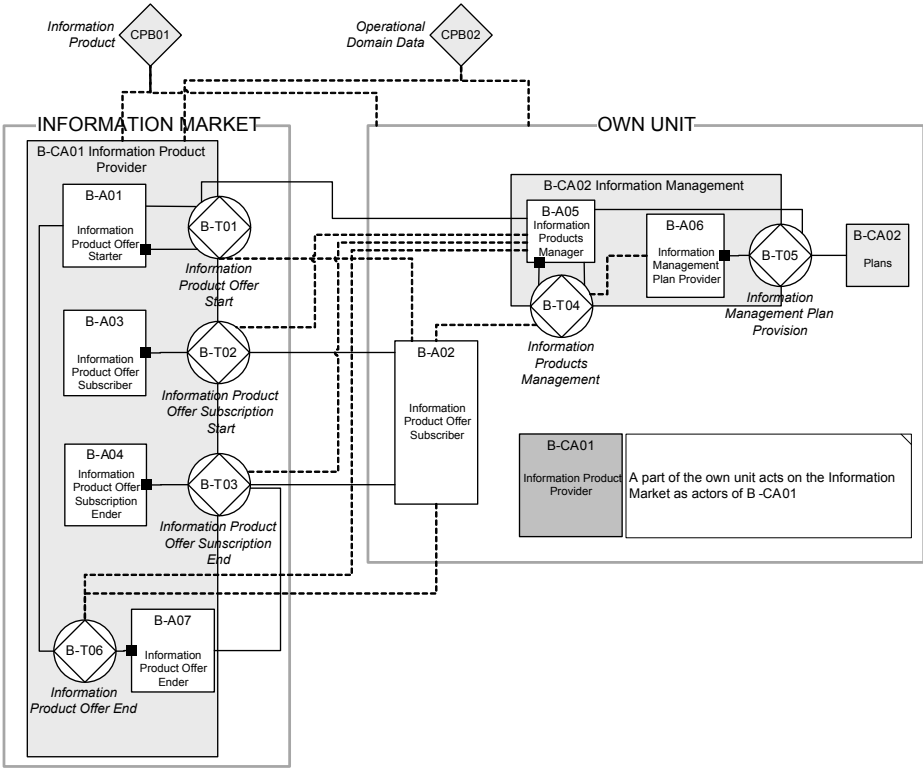 Information
Product
CPB01
Operational
Domain Data
CPB02
INFORMATION MARKET
OWN UNIT
B-CA01 Information Product
Provider
B-A01
Information
Product Offer
Starter
B-T01
Information
Product Offer
Start
B-A03
Information
Product Offer
Subscriber
B-T02
Information Product
Offer Subscription
Start
B-A04
Information
Product Offer
Subscription
Ender
B-T03
Information Product
Offer Sunscription
End
B-T06
Information
Product Offer End
B-A07
Information
Product Offer
Ender
B-A02
Information
Product Offer
Subscriber
B-CA02 Information Management
B-A05
Information
Products
Manager
B-A06
Information
Management
Plan Provider
B-T05
Information
Management Plan
Provision
B-CA02
Plans
B-T04
Information
Products
Management
B-CA01
Information Product
Provider
A part of the own unit acts on the Information
Market as actors of B -CA01